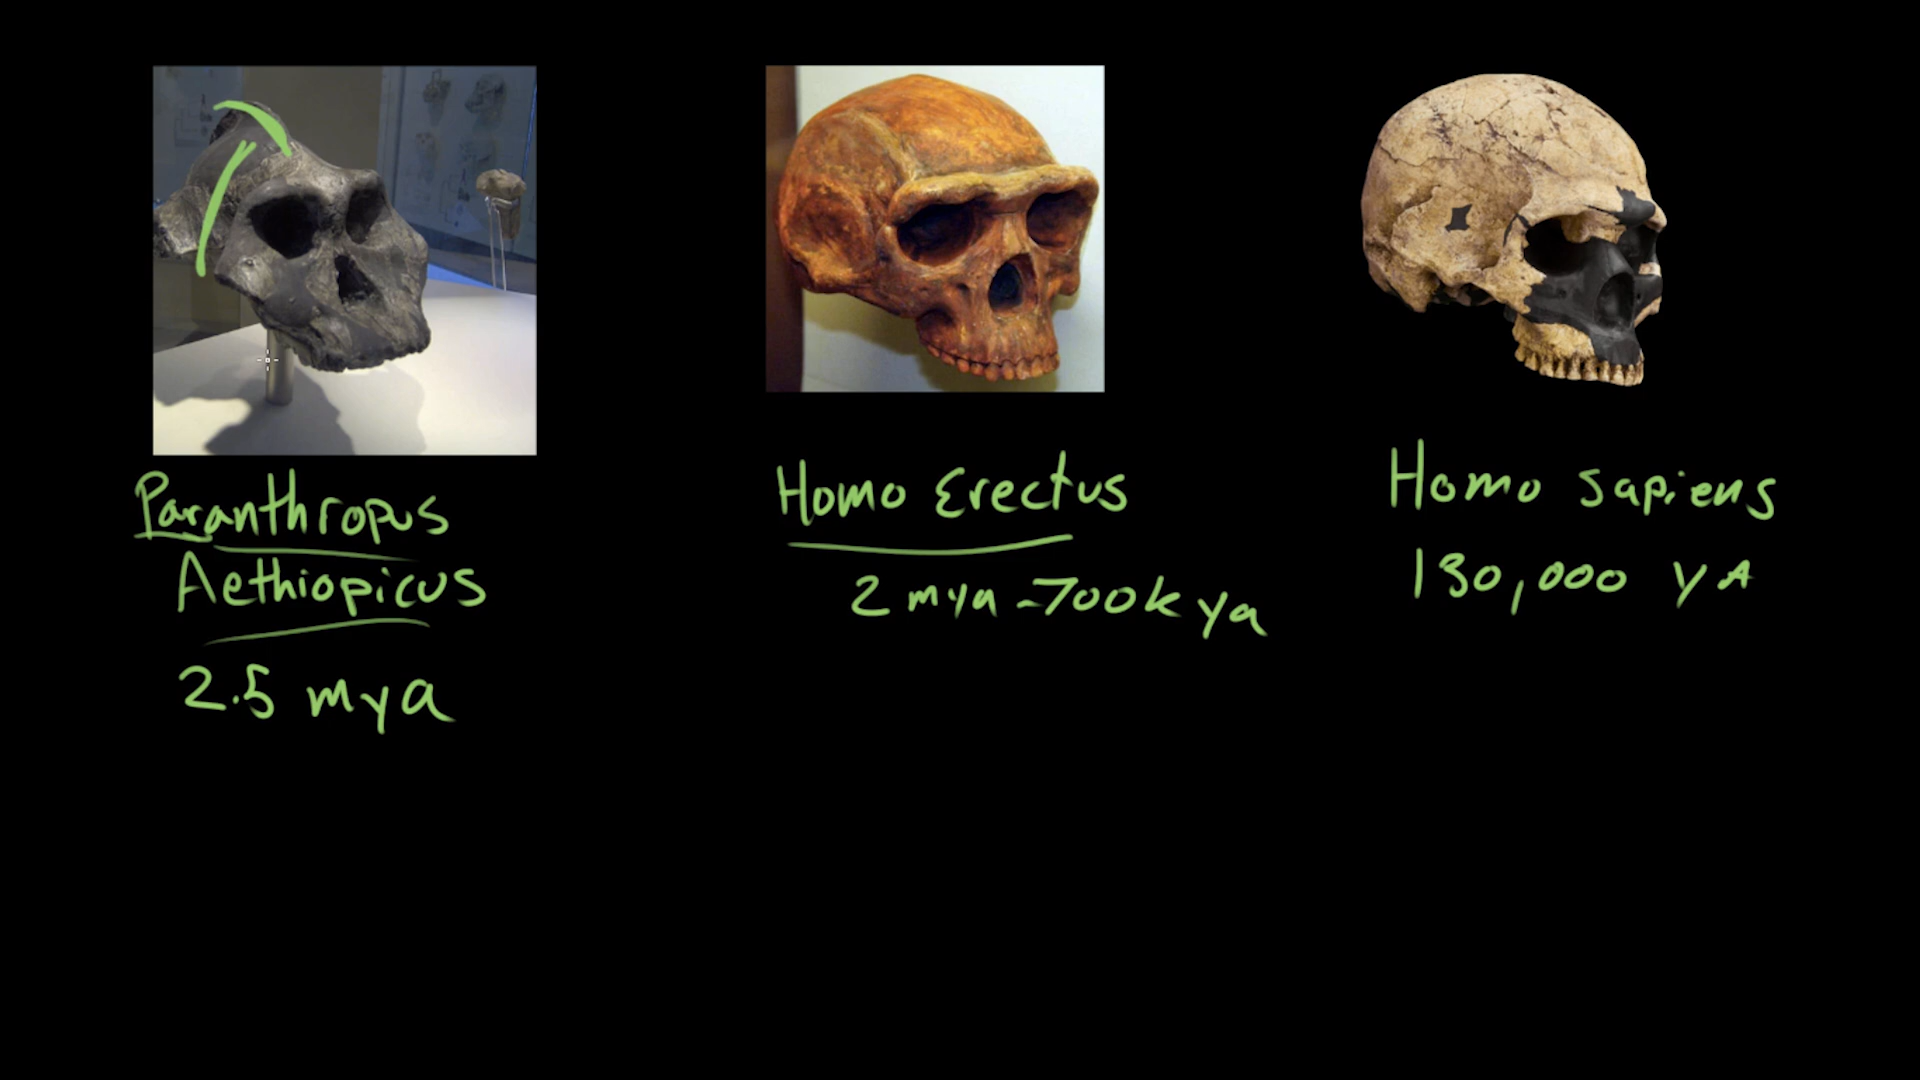 Paranthropus
Aethiopicus
2.5 mya
Homo Erectus
2 mya - 700k ya
Homo sapiens
130,000 YA